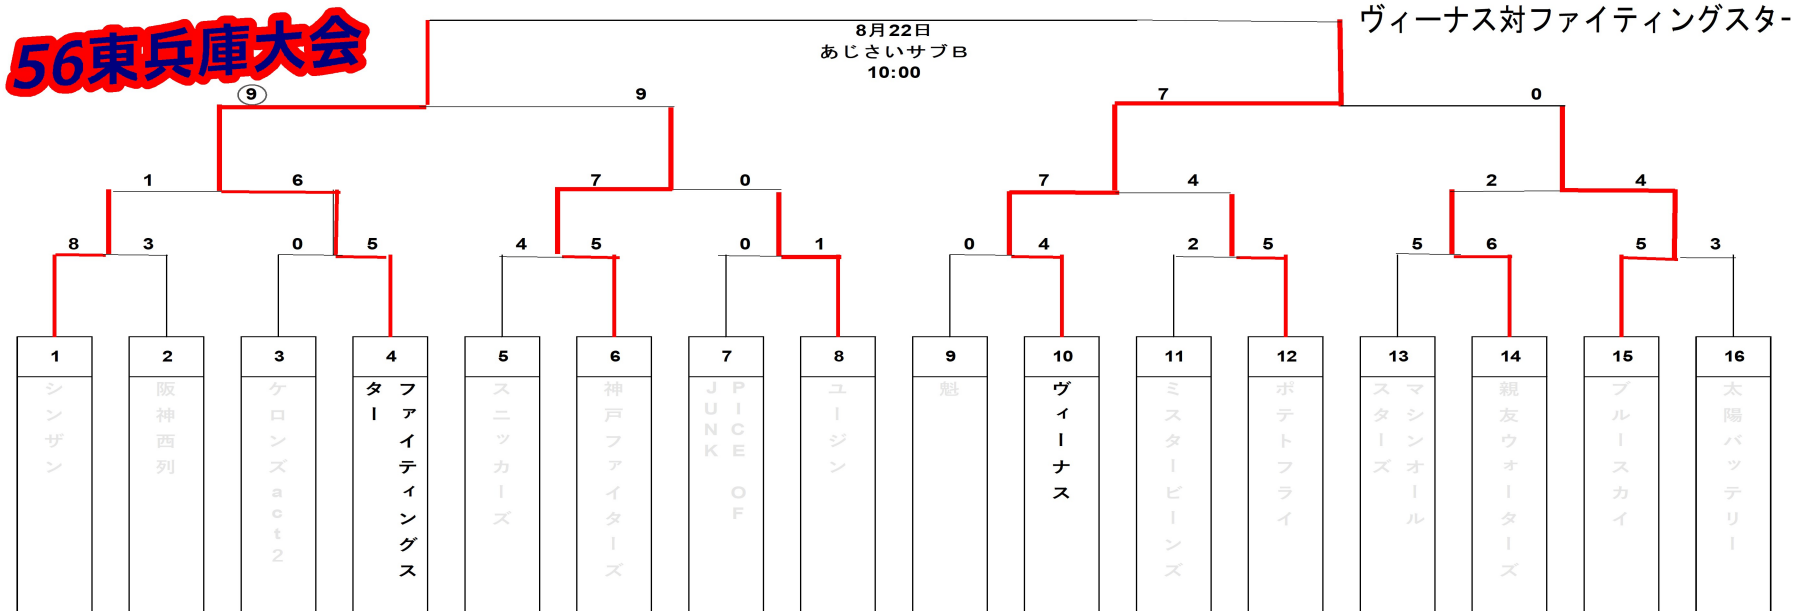 ヴィーナス対ファイティングスター
56東兵庫大会
8月22日
あじさいサブB
10:00
9 9 7 0
1 6 7 0 7 4 2 4
8 3 0 5 4 5 0 1 0 4 2 5 5 6 5 3
1 2 3 4 5 6 7 8 9 10 11 12 13 14 15 16
シンザン
阪神西列
ケロンズact2
ファイティングス
ター
スニッカーズ
神戸ファイターズ
PICE OF
JUNK
ユージン
魁
ヴィーナス
ミスタービーンズ
ポテトフライ
マシンオール
スターズ
親友ウォーターズ
ブルースカイ
太陽バッテリー